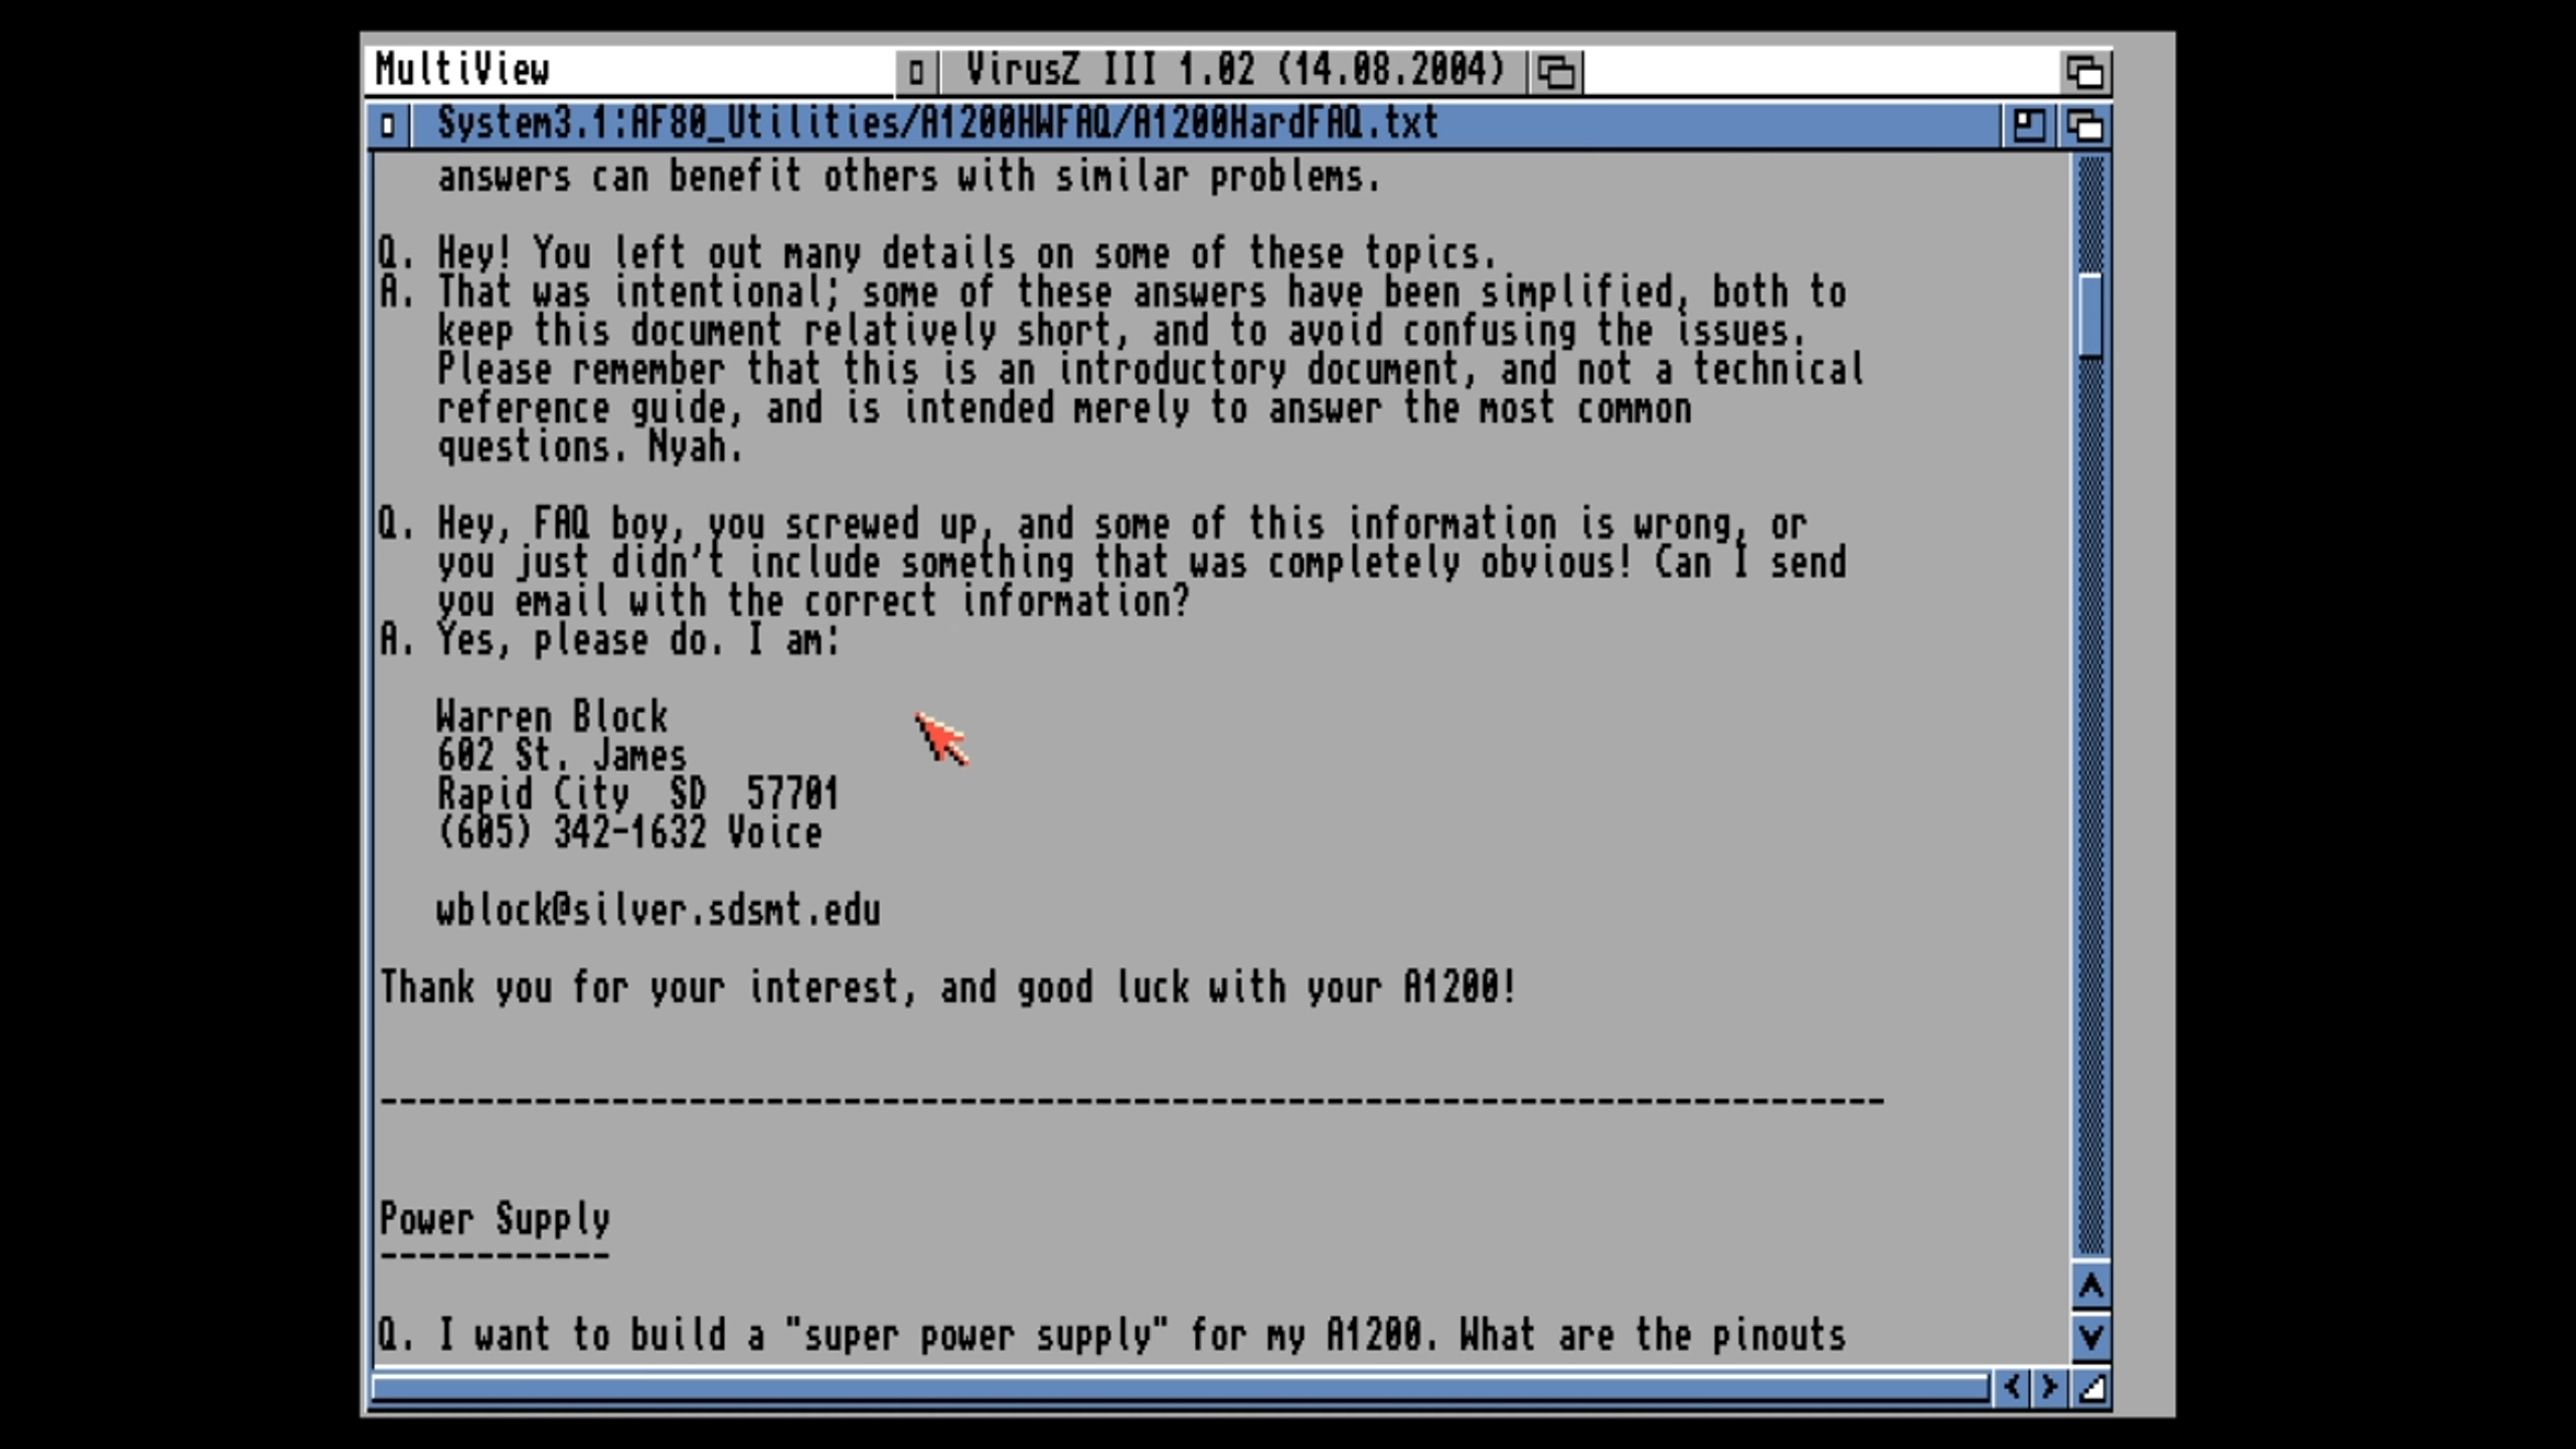 MultiView
VirusZ III 1.02 (14.08.2004)
System3.1:AF80_Utilities/A1200HWFAQ/A1200HardFAQ.txt
answers can benefit others with similar problems.
Q. Hey! You left out many details on some of these topics.
A. That was intentional; some of these answers have been simplified, both to
keep this document relatively short, and to avoid confusing the issues.
Please remember that this is an introductory document, and not a technical
reference guide, and is intended merely to answer the most common
questions. Nyah.
Q. Hey, FAQ boy, you screwed up, and some of this information is wrong, or
you just didn't include something that was completely obvious! Can I send
you email with the correct information?
A. Yes, please do. I am:
Warren Block
602 St. James
Rapid City  SD  57701
(605) 342-1632 Voice
wblock@silver.sdsmt.edu
Thank you for your interest, and good luck with your A1200!
------------------------------------------------------------------------------
Power Supply
------------
Q. I want to build a "super power supply" for my A1200. What are the pinouts